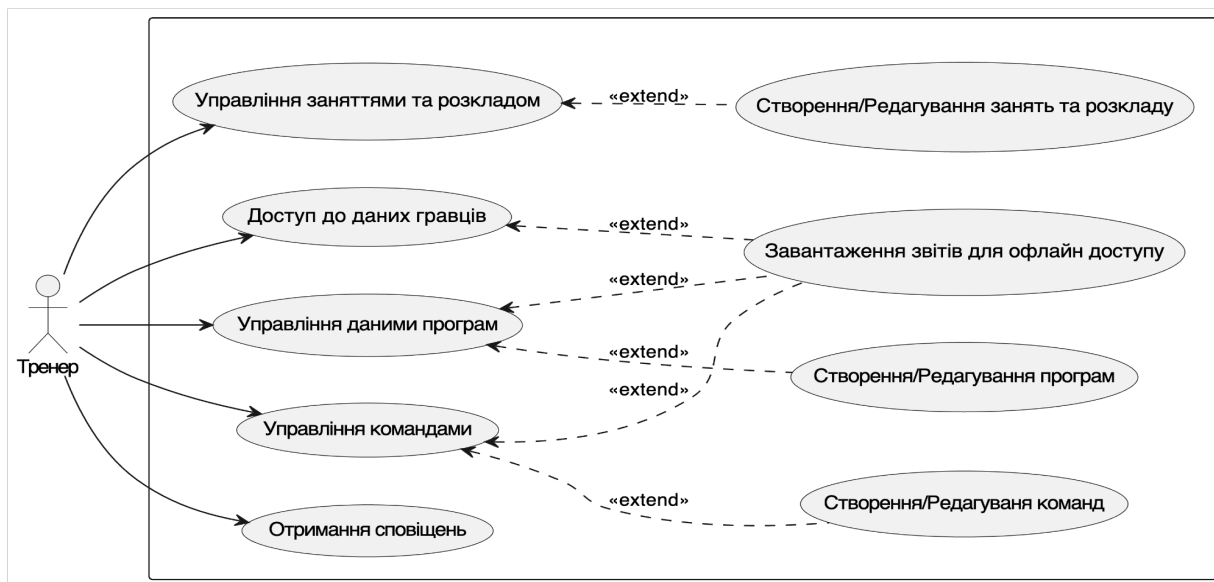 Управління заняттями та розкладом
«extend»
Створення/Редагування занять та розкладу
Доступ до даних гравців
«extend»
Завантаження звітів для офлайн доступу
«extend»
Управління даними програм
«extend»
Створення/Редагування програм
Тренер
«extend»
Управління командами
«extend»
Створення/Редагуваня команд
Отримання сповіщень